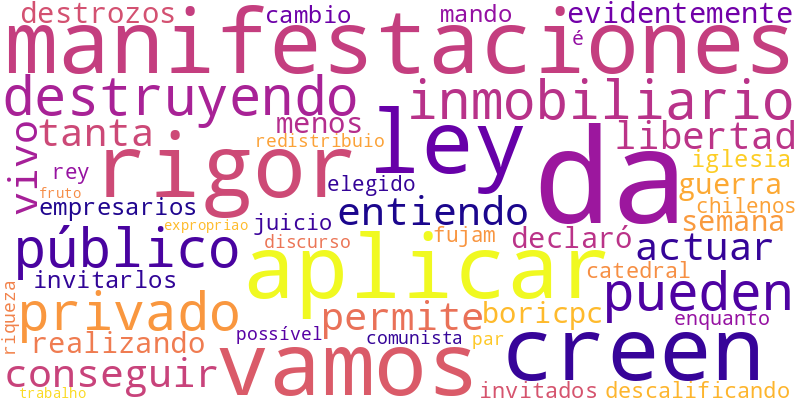 destrozos cambio mando evidentemente
manifestaciones é
destruyendo ley inmobiliario
vivo tanta menos libertad
rigor redistribuio da iglesia
rey elegido guerra
fruto chilenos
empresarios entiendo semana
expropriao juicio declaró
público discurso fujam actuar
invitarlos aplicar catedral
riqueza privado permite boricpc pueden
enquanto
realizando possível comunista par creen
conseguir vamos
trabalho invitados descalificando